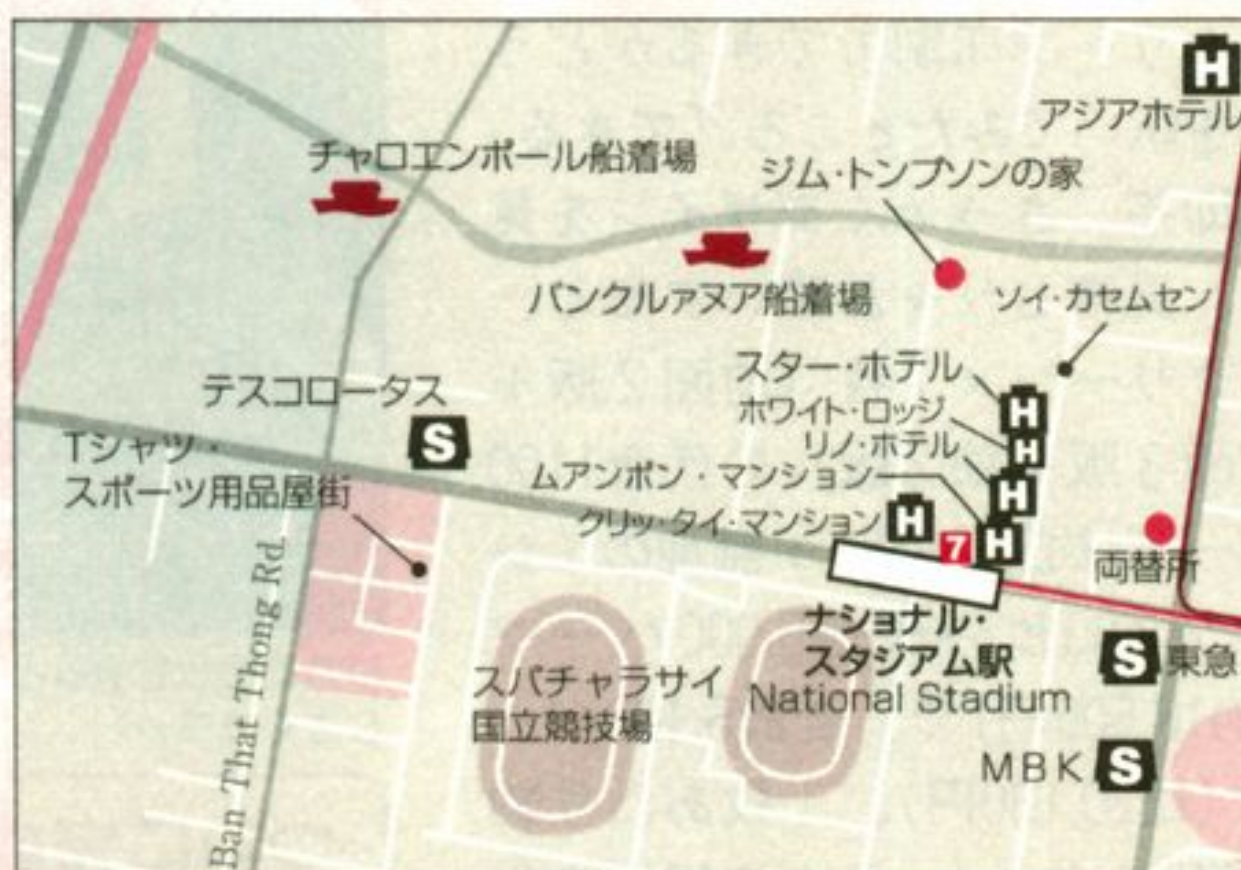 H
アジアホテル
チャロエンポール船着場
ジム・トンプソンの家
バンクルァヌア船着場
ソイ・カセムセン
スター・ホテル
H
ホワイト・ロッジ
H
リノ・ホテル
H
テスコロータス
S
Tシャツ・
スポーツ用品屋街
ムアンポン・マンション
H
クリッ・タイ・マンション
H
7
両替所
ナショナル・
スタジアム駅
National Stadium
S
東急
スパチャラサイ
国立競技場
MBK
S
Ban That Thong Rd.